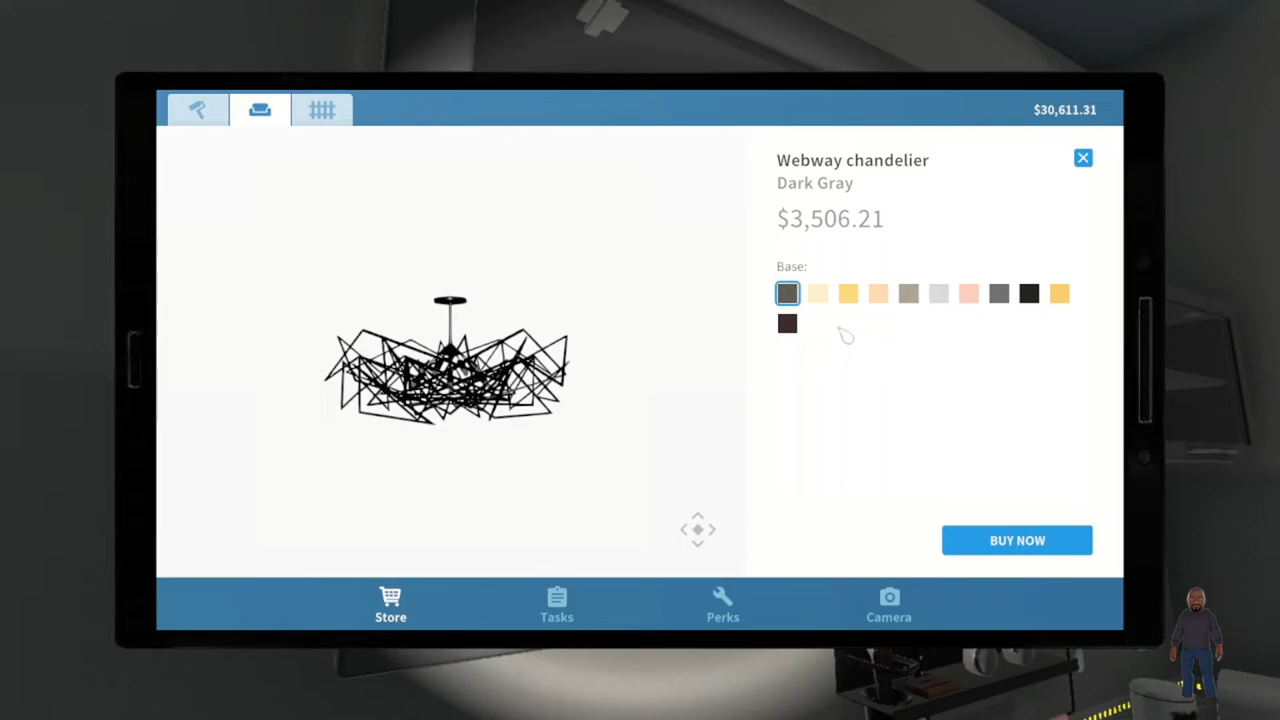 $30,611.31
Webway chandelier
Dark Gray
$3,506.21
Base:
BUY NOW
Store
Tasks
Perks
Camera